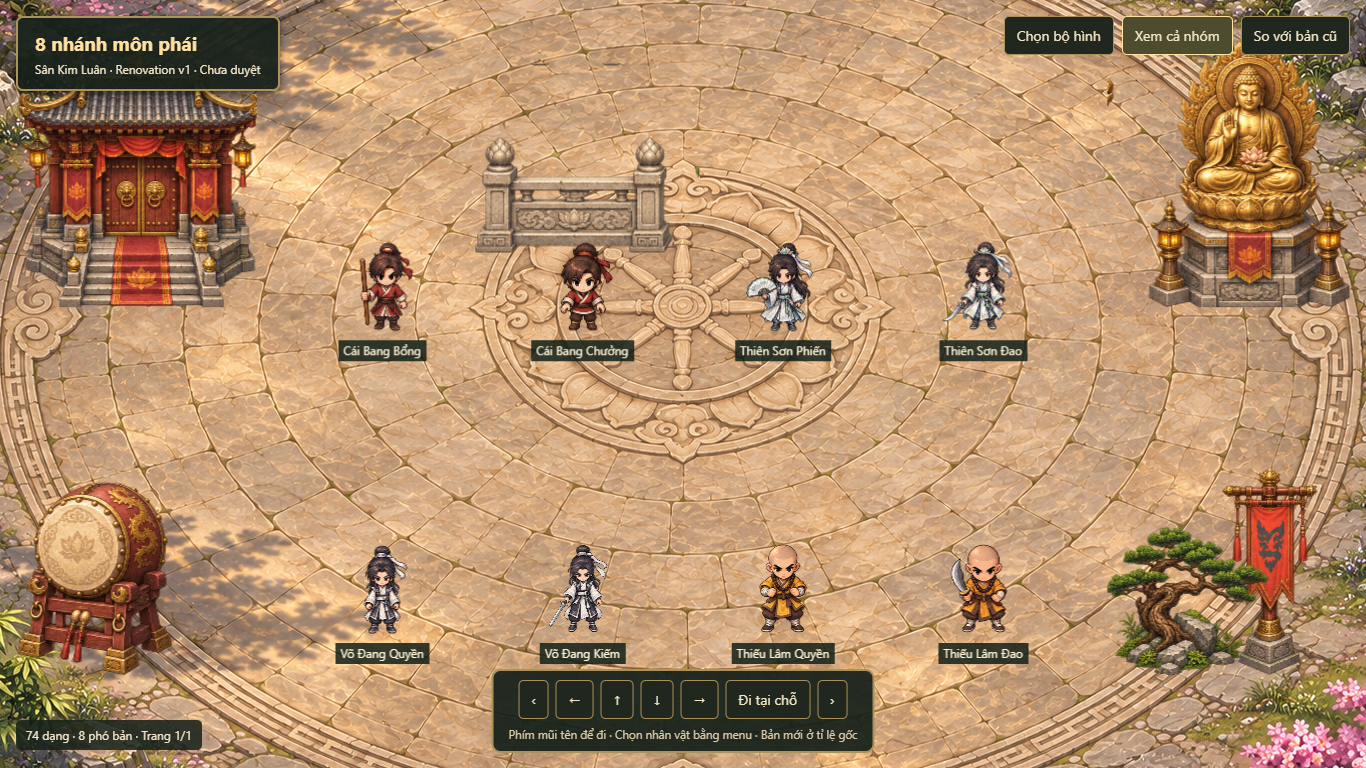 8 nhánh môn phái
Sân Kim Luân · Renovation v1 · Chưa duyệt
Chọn bộ hình
Xem cả nhóm
So với bản cũ
Cái Bang Bổng
Cái Bang Chưởng
Thiên Sơn Phiến
Thiên Sơn Đao
Võ Đang Quyền
Võ Đang Kiếm
Thiếu Lâm Quyền
Thiếu Lâm Đao
‹ ← ↑ ↓ → Đi tại chỗ ›
Phím mũi tên để đi · Chọn nhân vật bằng menu · Bản mới ở tỉ lệ gốc
74 dạng · 8 phó bản · Trang 1/1